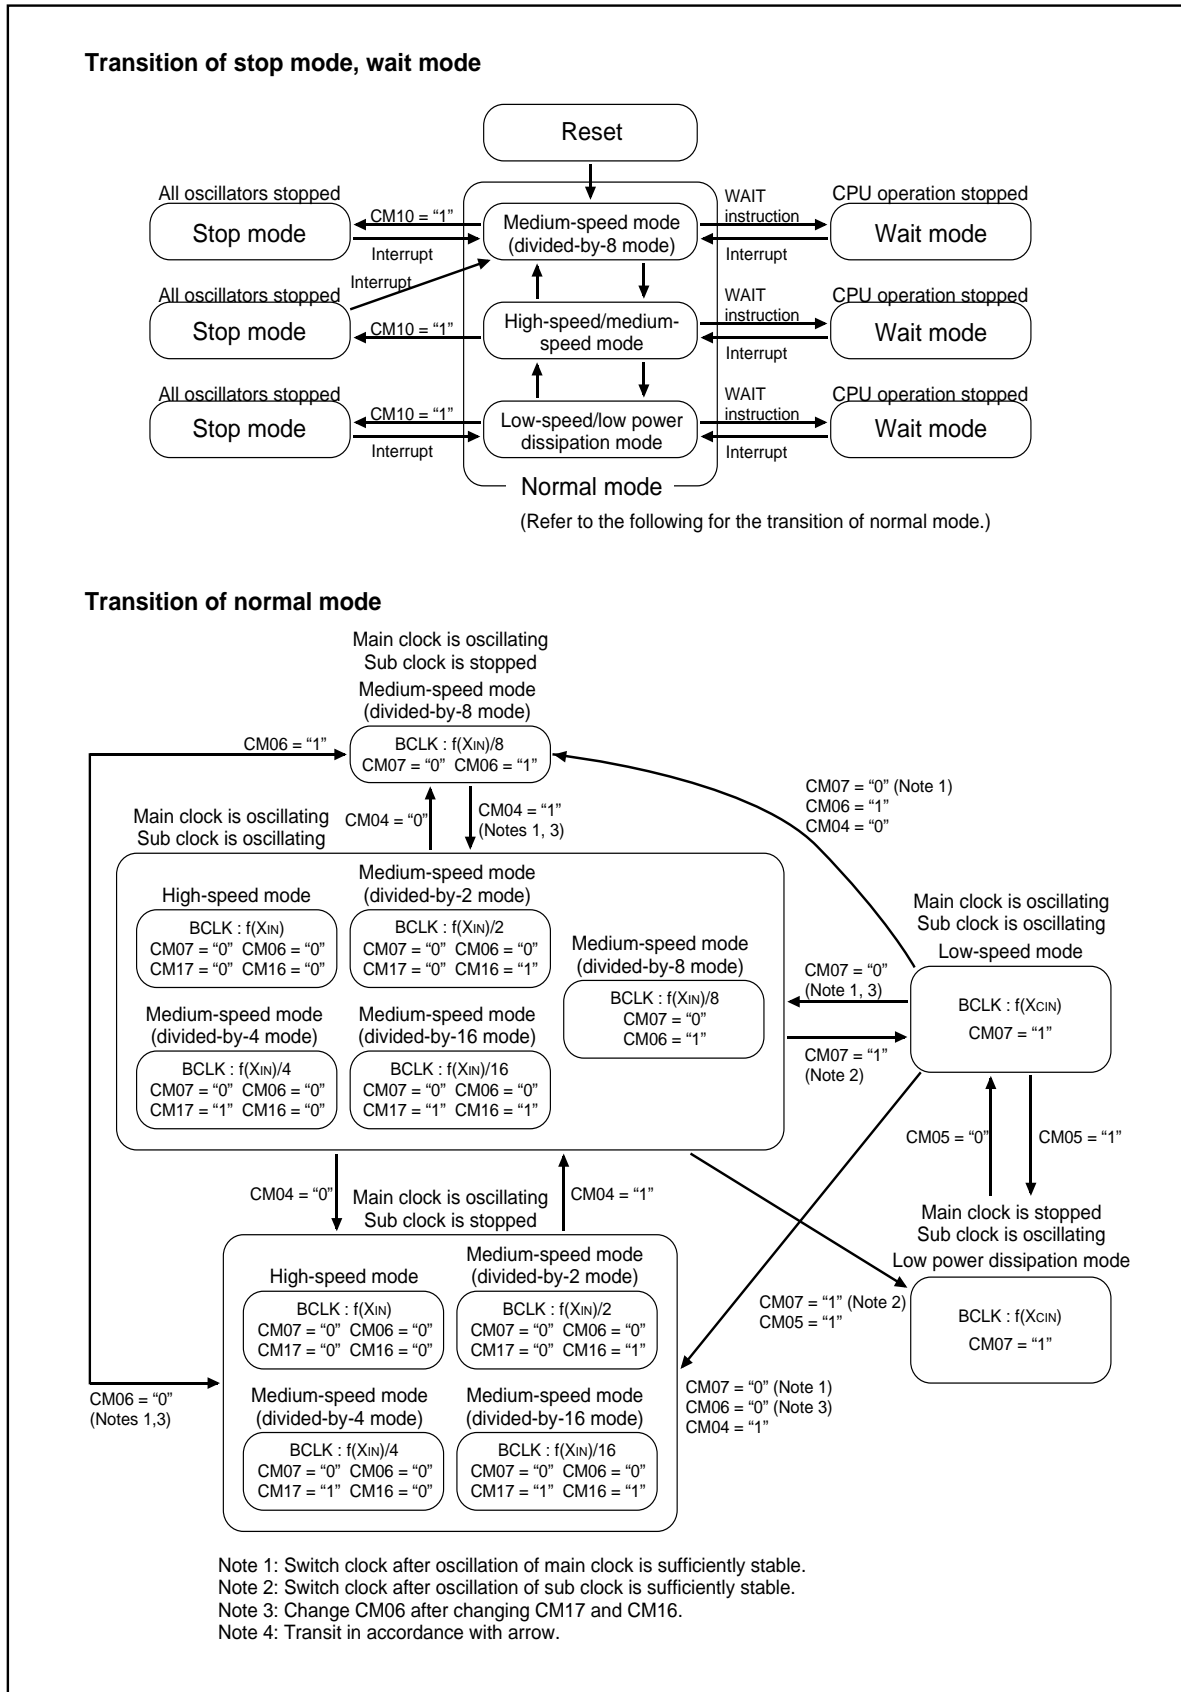 Transition of stop mode, wait mode
Reset
All oscillators stopped
CM10 = “1”
WAIT
instruction
CPU operation stopped
Stop mode
Medium-speed mode
(divided-by-8 mode)
Wait mode
Interrupt
Interrupt
Interrupt
All oscillators stopped
WAIT
instruction
CPU operation stopped
Stop mode
CM10 = “1”
High-speed/medium-
speed mode
Wait mode
Interrupt
All oscillators stopped
CM10 = “1”
WAIT
instruction
CPU operation stopped
Stop mode
Low-speed/low power
dissipation mode
Wait mode
Interrupt
Interrupt
Normal mode
(Refer to the following for the transition of normal mode.)
Transition of normal mode
Main clock is oscillating
Sub clock is stopped
Medium-speed mode
(divided-by-8 mode)
CM06 = “1”
BCLK : f(XIN)/8
CM07 = “0” CM06 = “1”
CM07 = “0” (Note 1)
CM06 = “1”
CM04 = “0”
Main clock is oscillating
Sub clock is oscillating
CM04 = “0”
CM04 = “1”
(Notes 1, 3)
High-speed mode
BCLK : f(XIN)
CM07 = “0” CM06 = “0”
CM17 = “0” CM16 = “0”
Medium-speed mode
(divided-by-2 mode)
BCLK : f(XIN)/2
CM07 = “0” CM06 = “0”
CM17 = “0” CM16 = “1”
Medium-speed mode
(divided-by-8 mode)
BCLK : f(XIN)/8
CM07 = “0”
CM06 = “1”
Medium-speed mode
(divided-by-4 mode)
BCLK : f(XIN)/4
CM07 = “0” CM06 = “0”
CM17 = “1” CM16 = “0”
Medium-speed mode
(divided-by-16 mode)
BCLK : f(XIN)/16
CM07 = “0” CM06 = “0”
CM17 = “1” CM16 = “1”
CM07 = “0”
(Note 1, 3)
CM07 = “1”
(Note 2)
Main clock is oscillating
Sub clock is oscillating
Low-speed mode
BCLK : f(XCIN)
CM07 = “1”
CM05 = “0”
CM05 = “1”
Main clock is stopped
Sub clock is oscillating
Low power dissipation mode
BCLK : f(XCIN)
CM07 = “1”
CM07 = “1” (Note 2)
CM05 = “1”
CM04 = “0”
Main clock is oscillating
Sub clock is stopped
CM04 = “1”
High-speed mode
BCLK : f(XIN)
CM07 = “0” CM06 = “0”
CM17 = “0” CM16 = “0”
Medium-speed mode
(divided-by-2 mode)
BCLK : f(XIN)/2
CM07 = “0” CM06 = “0”
CM17 = “0” CM16 = “1”
CM06 = “0”
(Notes 1,3)
Medium-speed mode
(divided-by-4 mode)
BCLK : f(XIN)/4
CM07 = “0” CM06 = “0”
CM17 = “1” CM16 = “0”
Medium-speed mode
(divided-by-16 mode)
BCLK : f(XIN)/16
CM07 = “0” CM06 = “0”
CM17 = “1” CM16 = “1”
CM07 = “0” (Note 1)
CM06 = “0” (Note 3)
CM04 = “1”
Note 1: Switch clock after oscillation of main clock is sufficiently stable.
Note 2: Switch clock after oscillation of sub clock is sufficiently stable.
Note 3: Change CM06 after changing CM17 and CM16.
Note 4: Transit in accordance with arrow.